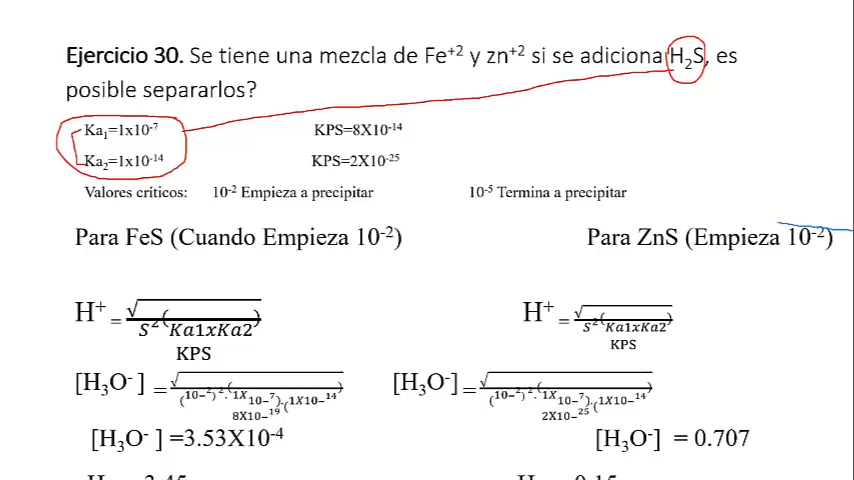 Ejercicio 30. Se tiene una mezcla de Fe⁺² y zn⁺² si se adiciona H₂S, es
posible separarlos?
Ka₁=1x10⁻⁷ KPS=8X10⁻¹⁴
Ka₂=1x10⁻¹⁴ KPS=2X10⁻²⁵
Valores críticos: 10⁻² Empieza a precipitar 10⁻⁵ Termina a precipitar
Para FeS (Cuando Empieza 10⁻²) Para ZnS (Empieza 10⁻²)
H⁺ = √ S²(Ka1xKa2) H⁺ = √ S²(Ka1xKa2)
KPS KPS
[H₃O⁻ ] = √ (10−²)²·(1X10−⁷)·(1X10−¹⁴) [H₃O⁻] = √ (10−²)²·(1X10−⁷)·(1X10−¹⁴)
8X10−¹⁹ 2X10−²⁵
[H₃O⁻ ] =3.53X10⁻⁴ [H₃O⁻] = 0.707